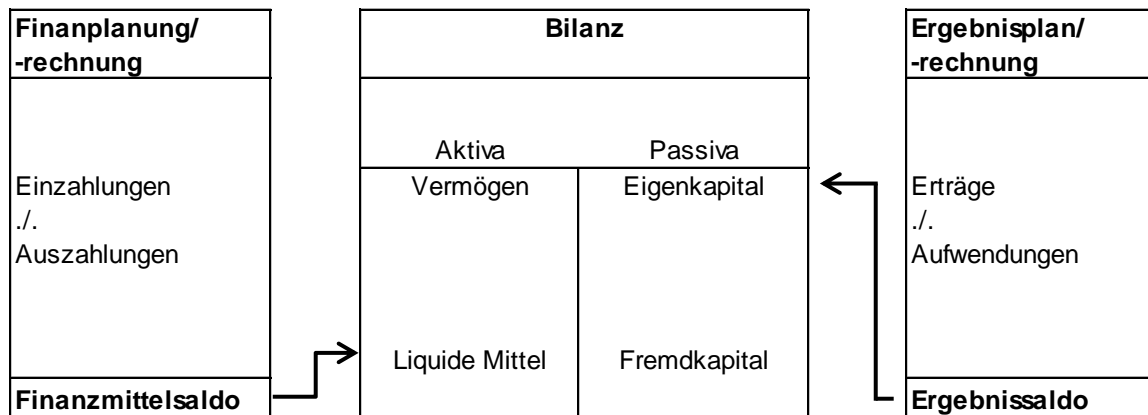 Finanplanung/
-rechnung
Einzahlungen
./.
Auszahlungen
Finanzmittelsaldo
Bilanz
Aktiva Passiva
Vermögen Eigenkapital
Liquide Mittel Fremdkapital
Ergebnisplan/
-rechnung
Erträge
./.
Aufwendungen
Ergebnissaldo